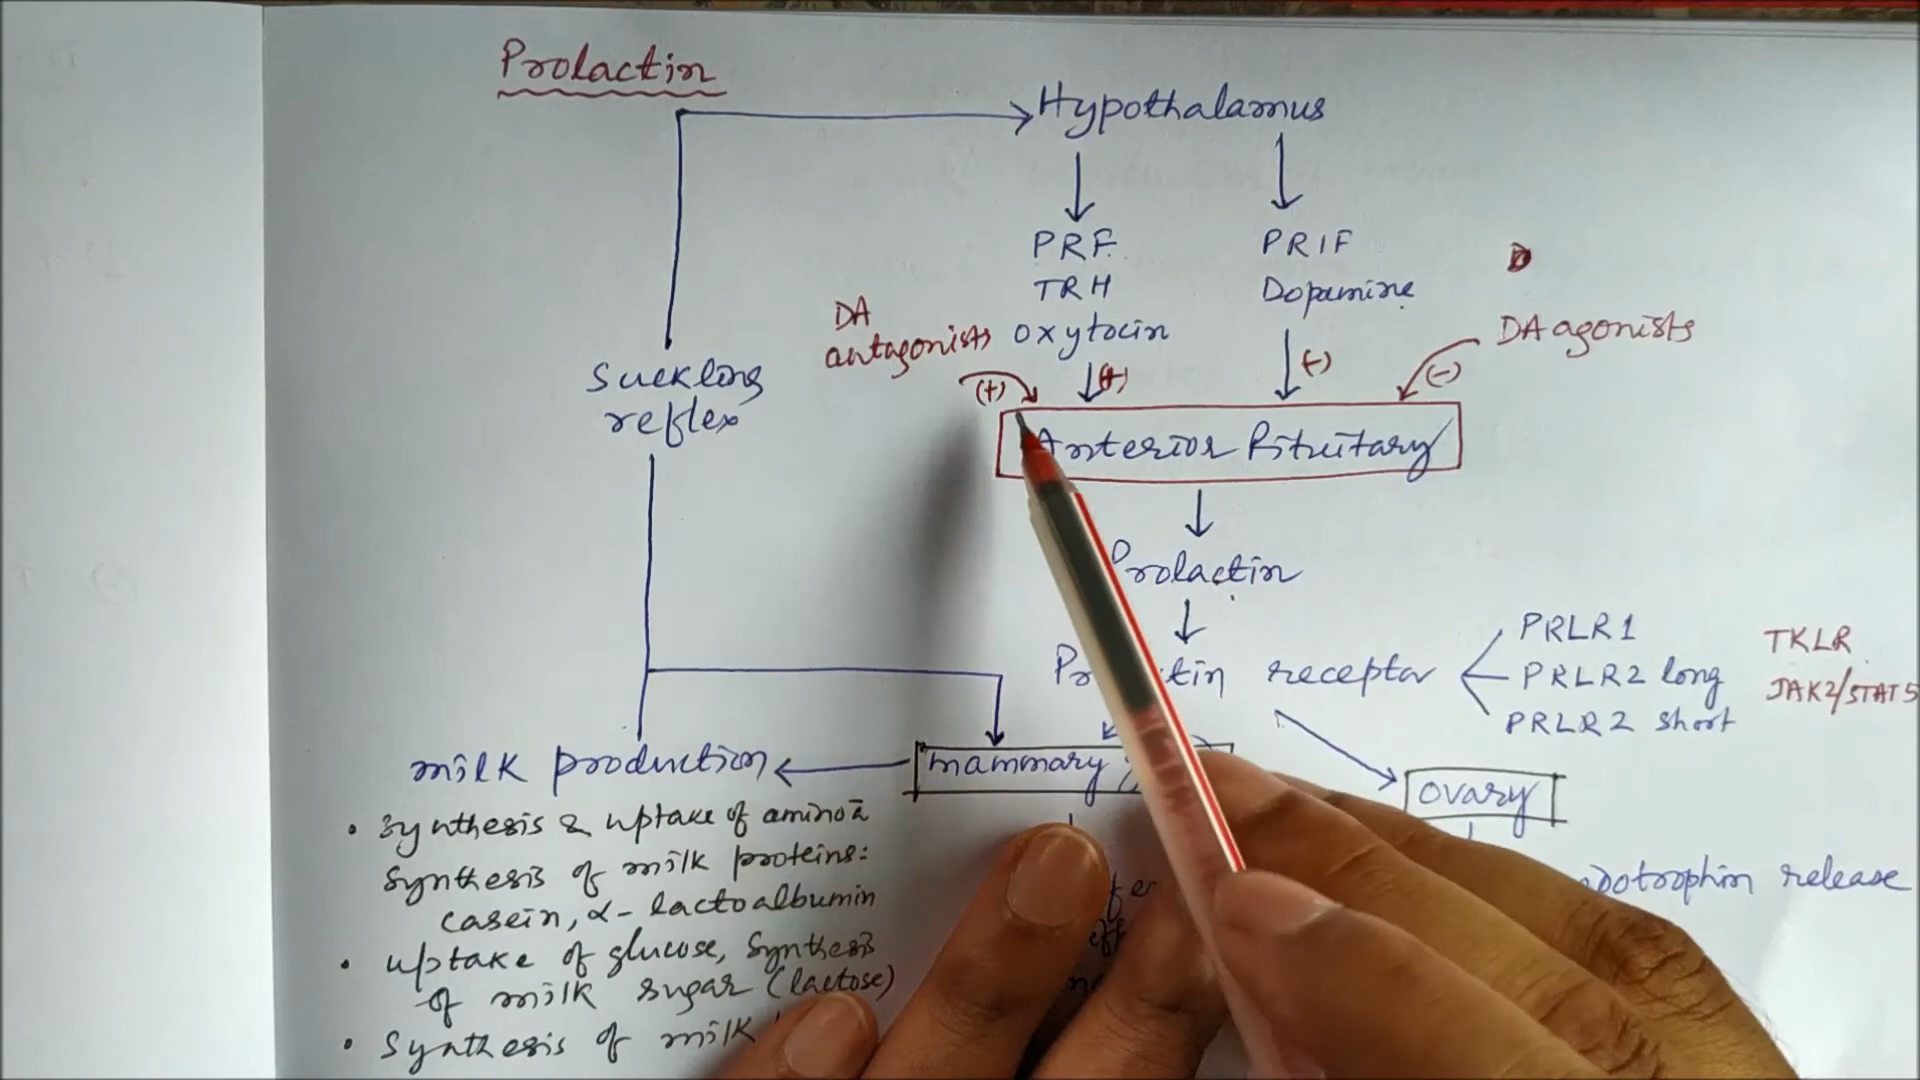 Prolactin
Hypothalamus
PRF
TRH
oxytocin
(+)
PRIF
Dopamine
(-)
DA
antagonists
(+)
DA agonists
(-)
Suckling
reflex
Anterior Pituitary
Prolactin
receptor
PRLR1
PRLR2 long
PRLR2 short
TKLR
JAK2/STAT5
mammary
ovary
release
milk production
• Synthesis & uptake of amino
Synthesis of milk proteins:
casein, α-lactoalbumin
• uptake of glucose, synthesis
of milk sugar (lactose)
• Synthesis of milk